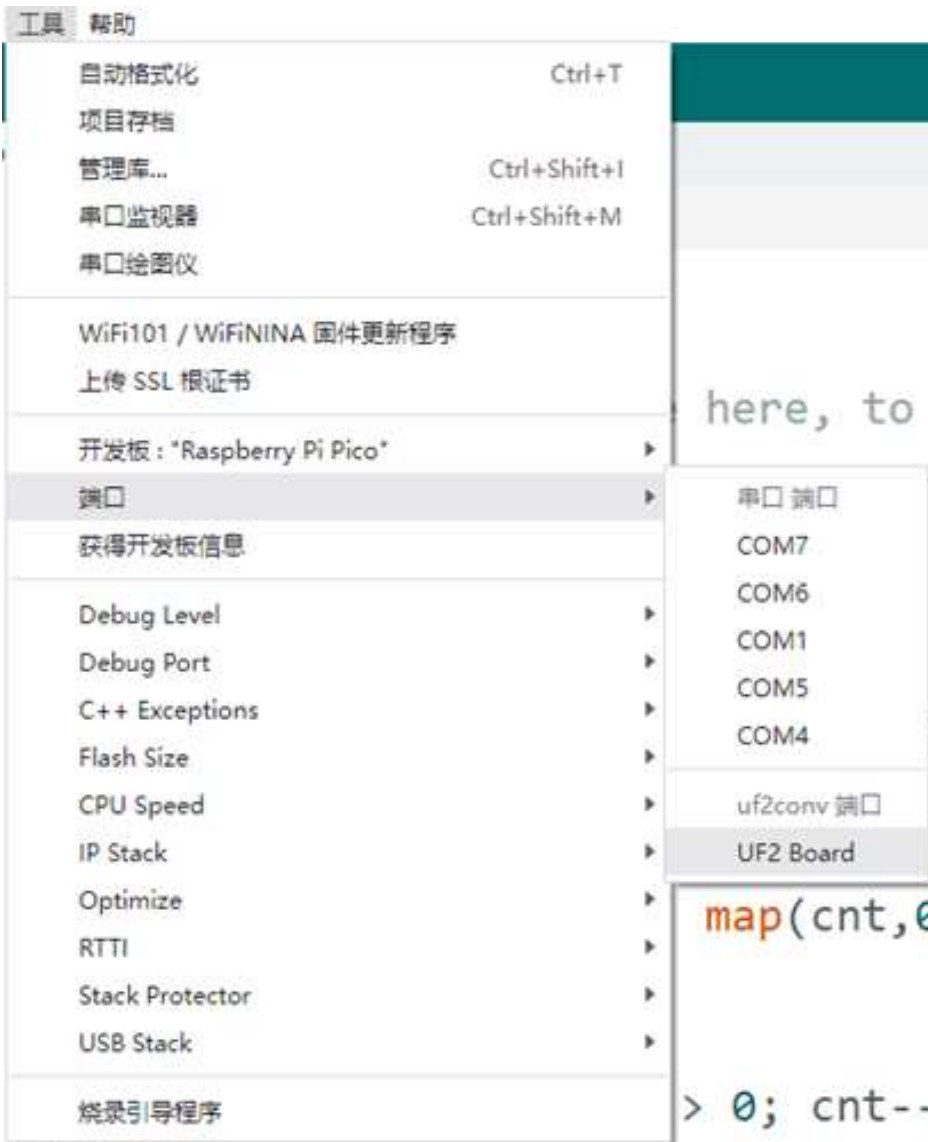 工具 帮助
自动格式化 Ctrl+T
项目存档
管理库... Ctrl+Shift+I
串口监视器 Ctrl+Shift+M
串口绘图仪
WiFi101 / WiFiNINA 固件更新程序
上传 SSL 根证书
here, to
开发板 : "Raspberry Pi Pico"
端口
获得开发板信息
Debug Level
Debug Port
C++ Exceptions
Flash Size
CPU Speed
IP Stack
Optimize
RTTI
Stack Protector
USB Stack
烧录引导程序
串口 端口
COM7
COM6
COM1
COM5
COM4
uf2conv 端口
UF2 Board
map(cnt,0
> 0; cnt--